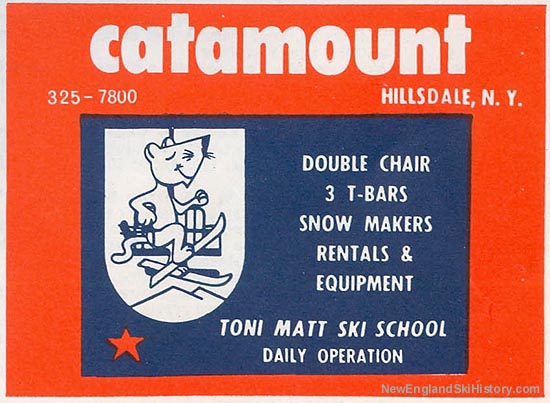 catamount
325-7800
HILLSDALE, N. Y.
DOUBLE CHAIR
3 T-BARS
SNOW MAKERS
RENTALS &
EQUIPMENT
TONI MATT SKI SCHOOL
DAILY OPERATION
NewEnglandSkiHistory.com